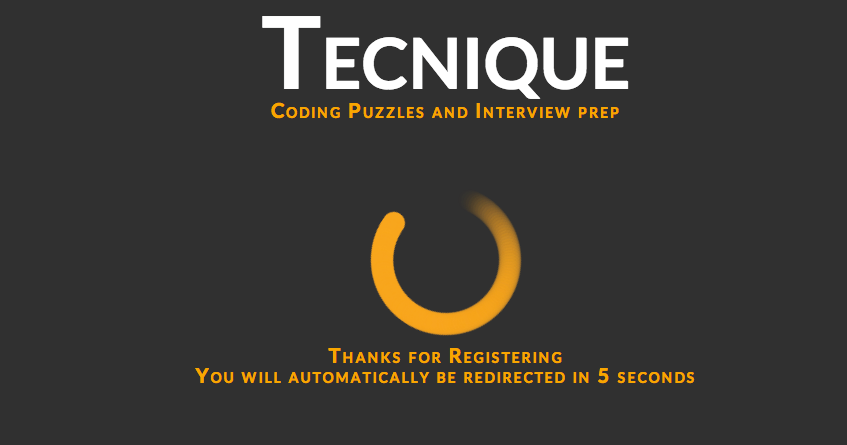 Tecnique
Coding Puzzles and Interview prep
Thanks for Registering
You will automatically be redirected in 5 seconds